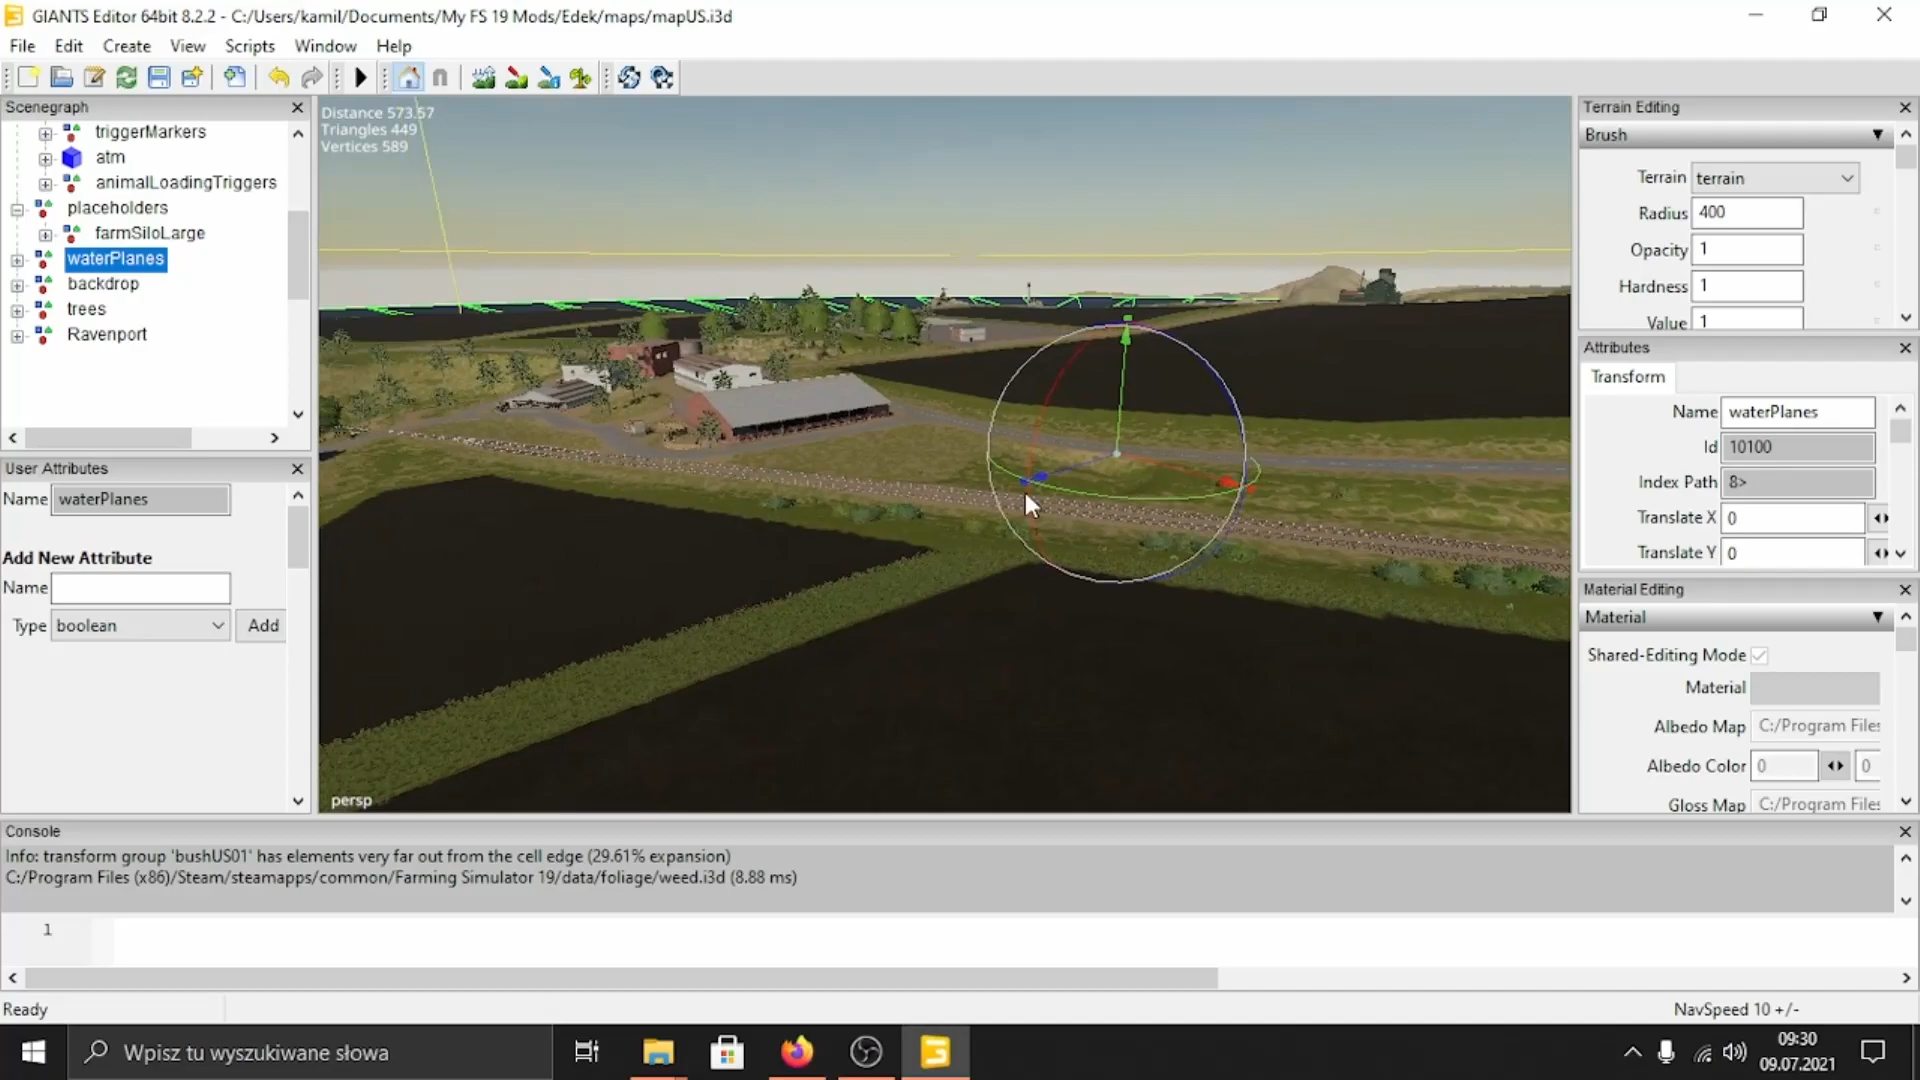 GIANTS Editor 64bit 8.2.2 - C:/Users/kamil/Documents/My FS 19 Mods/Edek/maps/mapUS.i3d
File Edit Create View Scripts Window Help
Scenegraph
triggerMarkers
atm
animalLoadingTriggers
placeholders
farmSiloLarge
waterPlanes
backdrop
trees
Ravenport
User Attributes
Name waterPlanes
Add New Attribute
Name
Type boolean Add
Distance 573.57
Triangles 449
Vertices 589
persp
Terrain Editing
Brush
Terrain terrain
Radius 400
Opacity 1
Hardness 1
Value 1
Attributes
Transform
Name waterPlanes
Id 10100
Index Path 8>
Translate X 0
Translate Y 0
Material Editing
Material
Shared-Editing Mode
Material
Albedo Map C:/Program Files
Albedo Color 0 0
Gloss Map C:/Program Files
Console
Info: transform group 'bushUS01' has elements very far out from the cell edge (29.61% expansion)
C:/Program Files (x86)/Steam/steamapps/common/Farming Simulator 19/data/foliage/weed.i3d (8.88 ms)
1
Ready
NavSpeed 10 +/-
Wpisz tu wyszukiwane słowa
09:30
09.07.2021